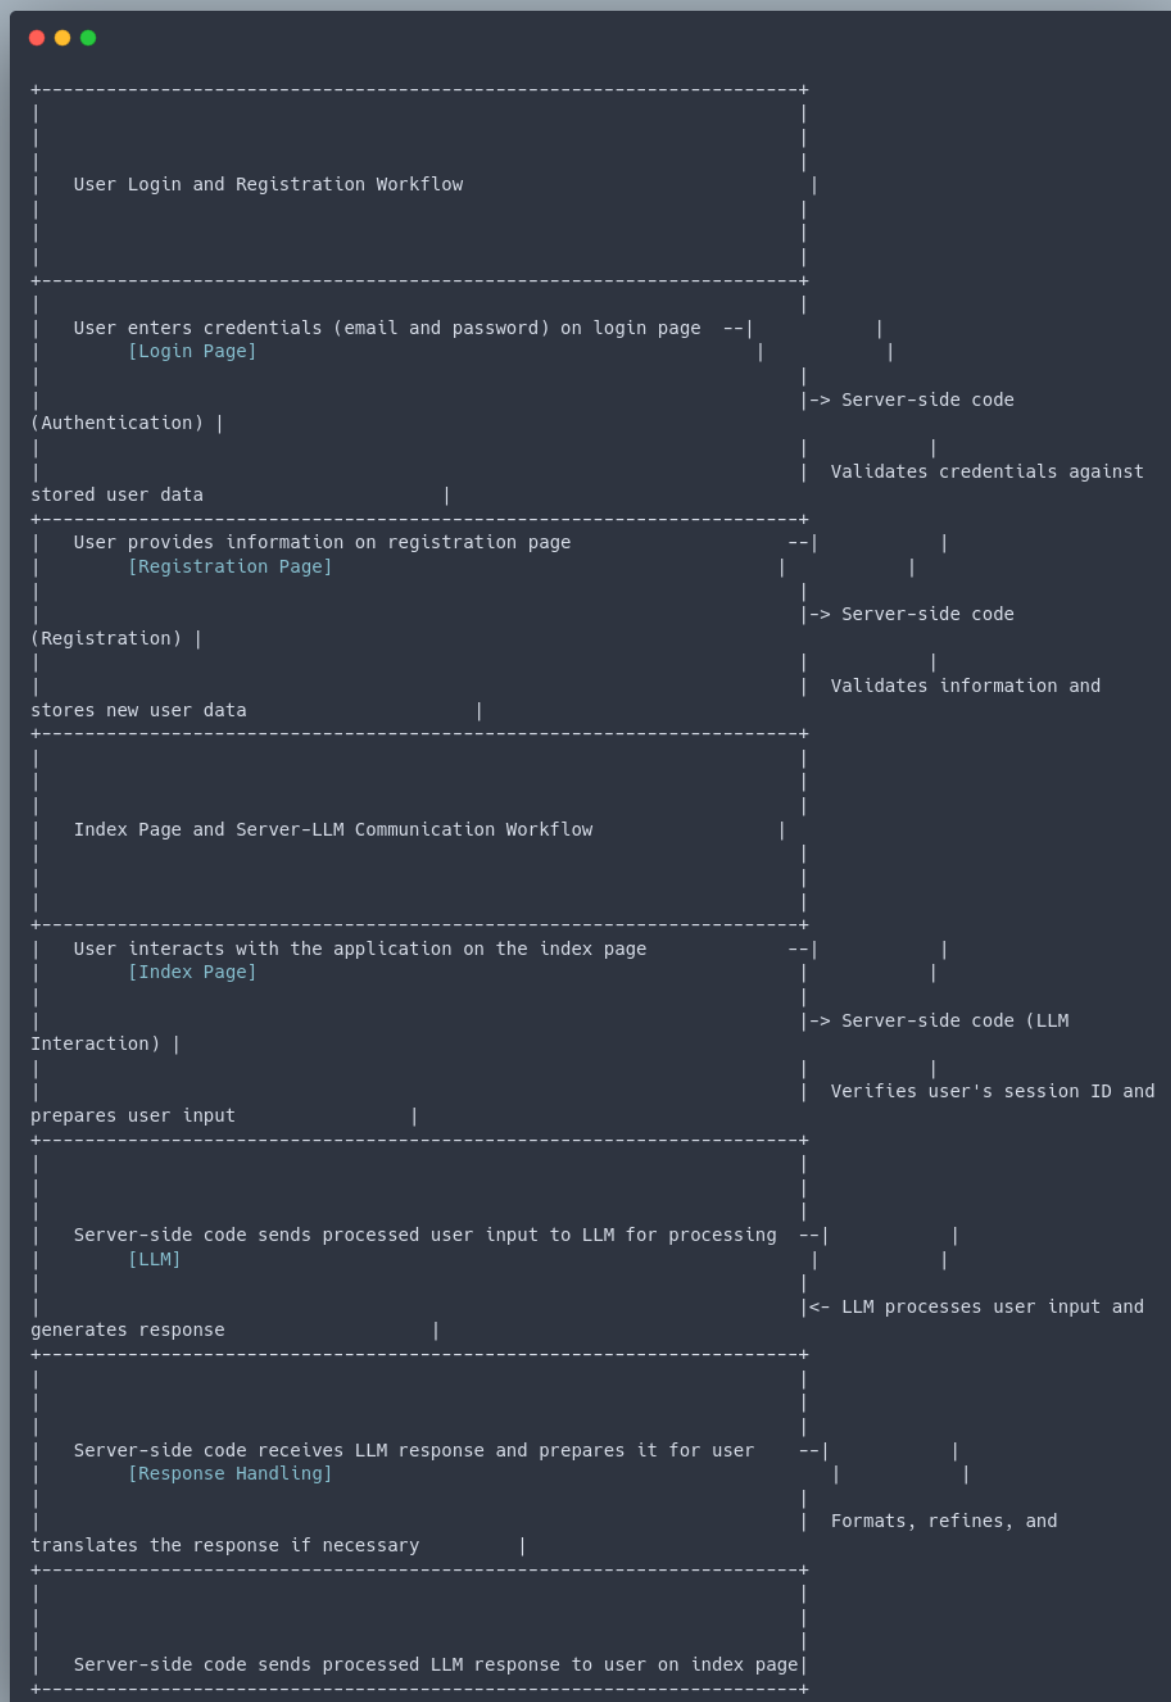 +----------------------------------------------------------------------+
|                                                                      |
|                                                                      |
|                                                                      |
|   User Login and Registration Workflow                                |
|                                                                      |
|                                                                      |
|                                                                      |
+----------------------------------------------------------------------+
|                                                                      |
|   User enters credentials (email and password) on login page  --|           |
|        [Login Page]                                              |           |
|                                                                      |
|                                                                      |-> Server-side code
(Authentication) |
|                                                                      |           |
|                                                                      |  Validates credentials against
stored user data                      |
+----------------------------------------------------------------------+
|   User provides information on registration page                    --|           |
|        [Registration Page]                                         |           |
|                                                                      |
|                                                                      |-> Server-side code
(Registration) |
|                                                                      |           |
|                                                                      |  Validates information and
stores new user data                     |
+----------------------------------------------------------------------+
|                                                                      |
|                                                                      |
|                                                                      |
|   Index Page and Server-LLM Communication Workflow                 |
|                                                                      |
|                                                                      |
|                                                                      |
+----------------------------------------------------------------------+
|   User interacts with the application on the index page             --|           |
|        [Index Page]                                                  |           |
|                                                                      |
|                                                                      |-> Server-side code (LLM
Interaction) |
|                                                                      |           |
|                                                                      |  Verifies user's session ID and
prepares user input                |
+----------------------------------------------------------------------+
|                                                                      |
|                                                                      |
|                                                                      |
|   Server-side code sends processed user input to LLM for processing  --|           |
|        [LLM]                                                          |           |
|                                                                      |
|                                                                      |<- LLM processes user input and
generates response                   |
+----------------------------------------------------------------------+
|                                                                      |
|                                                                      |
|                                                                      |
|   Server-side code receives LLM response and prepares it for user    --|           |
|        [Response Handling]                                              |           |
|                                                                      |
|                                                                      |  Formats, refines, and
translates the response if necessary         |
+----------------------------------------------------------------------+
|                                                                      |
|                                                                      |
|                                                                      |
|   Server-side code sends processed LLM response to user on index page|
+----------------------------------------------------------------------+